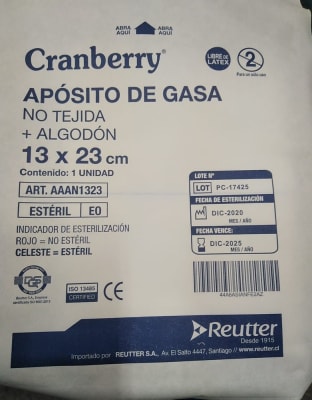 ABRA AQUÍ ABRA AQUÍ
Cranberry®
LIBRE DE LATEX
2
Para un sólo uso
APÓSITO DE GASA
NO TEJIDA
+ ALGODÓN
13 x 23 cm
Contenido: 1 UNIDAD
ART. AAAN1323
ESTÉRIL EO
INDICADOR DE ESTERILIZACIÓN
ROJO = NO ESTÉRIL
CELESTE = ESTÉRIL
LOTE Nº
LOT PC-17425
FECHA DE ESTERILIZACIÓN
DIC-2020
MES / AÑO
FECHA VENCE:
DIC-2025
MES / AÑO
ISO 13485
CERTIFIED CE
Reutter
Desde 1915
Importado por REUTTER S.A., Av. El Salto 4447, Santiago // www.reutter.cl